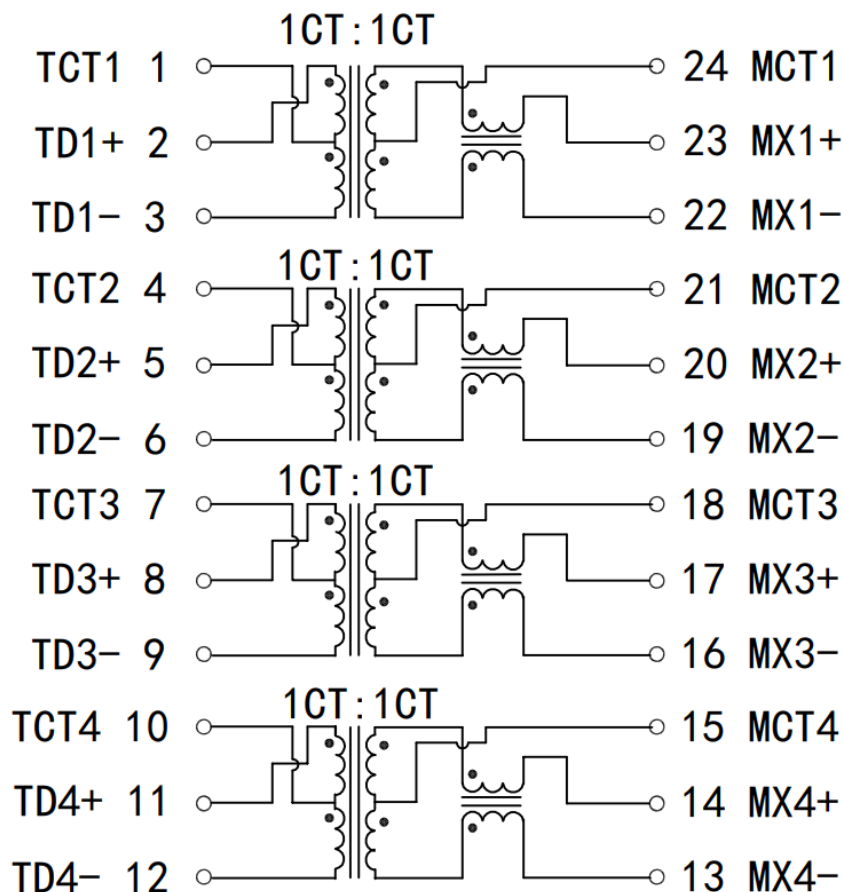 1CT:1CT
TCT1 1 24 MCT1
TD1+ 2 23 MX1+
TD1- 3 22 MX1-
1CT:1CT
TCT2 4 21 MCT2
TD2+ 5 20 MX2+
TD2- 6 19 MX2-
1CT:1CT
TCT3 7 18 MCT3
TD3+ 8 17 MX3+
TD3- 9 16 MX3-
1CT:1CT
TCT4 10 15 MCT4
TD4+ 11 14 MX4+
TD4- 12 13 MX4-